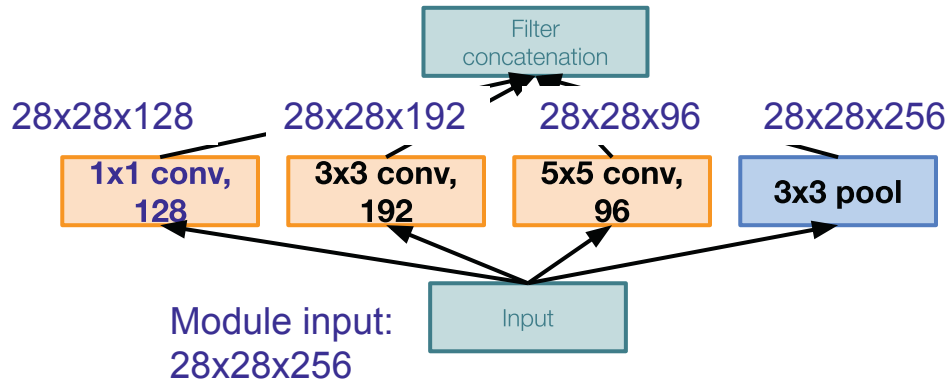 Filter
concatenation
28x28x128
28x28x192
28x28x96
28x28x256
1x1 conv,
128
3x3 conv,
192
5x5 conv,
96
3x3 pool
Input
Module input:
28x28x256